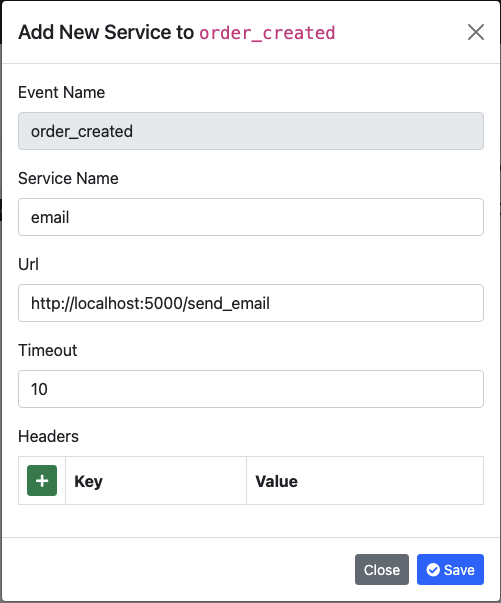 Add New Service to order_created
Event Name
order_created
Service Name
email
Url
http://localhost:5000/send_email
Timeout
10
Headers
+ Key Value
Close Save